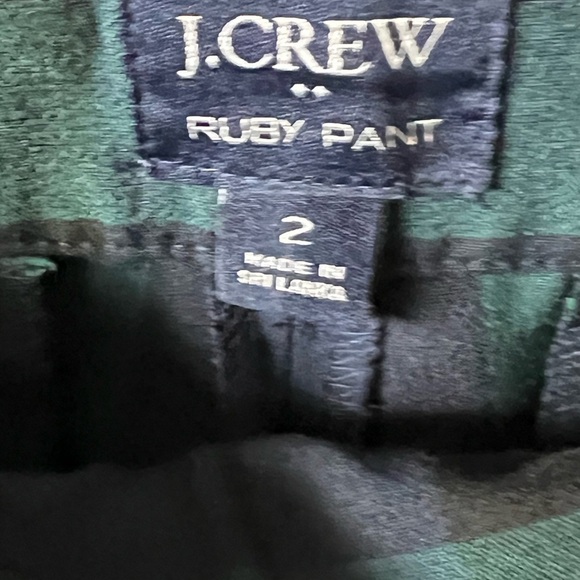 J.CREW
RUBY PANT
2
MADE IN
SRI LANKA